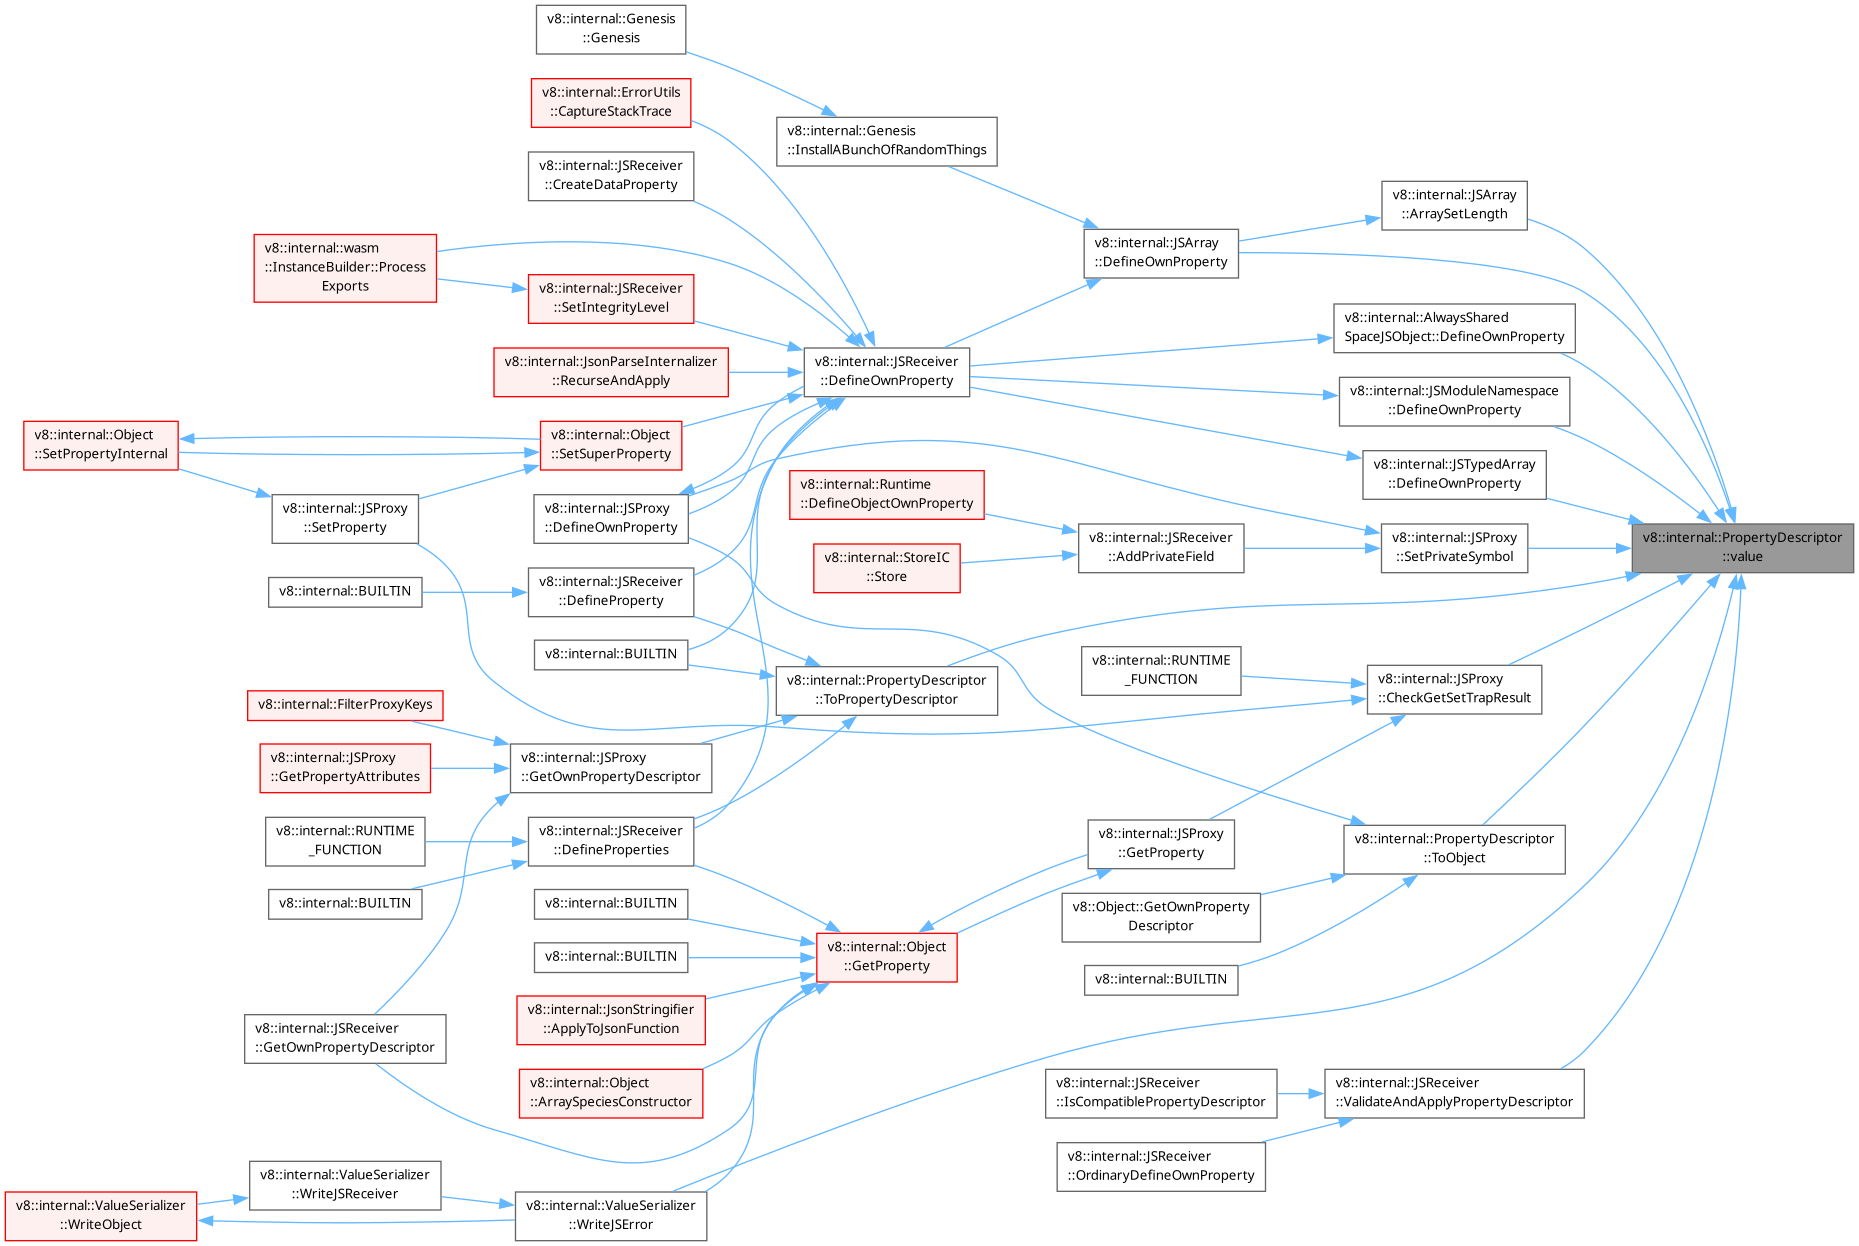 v8::internal::Genesis
::Genesis
v8::internal::ErrorUtils
::CaptureStackTrace
v8::internal::Genesis
::InstallABunchOfRandomThings
v8::internal::JSReceiver
::CreateDataProperty
v8::internal::JSArray
::ArraySetLength
v8::internal::JSArray
::DefineOwnProperty
v8::internal::wasm
::InstanceBuilder::Process
Exports
v8::internal::JSReceiver
::SetIntegrityLevel
v8::internal::AlwaysShared
SpaceJSObject::DefineOwnProperty
v8::internal::JsonParseInternalizer
::RecurseAndApply
v8::internal::JSReceiver
::DefineOwnProperty
v8::internal::JSModuleNamespace
::DefineOwnProperty
v8::internal::Object
::SetPropertyInternal
v8::internal::Object
::SetSuperProperty
v8::internal::JSTypedArray
::DefineOwnProperty
v8::internal::Runtime
::DefineObjectOwnProperty
v8::internal::JSProxy
::SetProperty
v8::internal::JSProxy
::DefineOwnProperty
v8::internal::JSReceiver
::AddPrivateField
v8::internal::JSProxy
::SetPrivateSymbol
v8::internal::PropertyDescriptor
::value
v8::internal::StoreIC
::Store
v8::internal::BUILTIN
v8::internal::JSReceiver
::DefineProperty
v8::internal::BUILTIN
v8::internal::RUNTIME
_FUNCTION
v8::internal::PropertyDescriptor
::ToPropertyDescriptor
v8::internal::JSProxy
::CheckGetSetTrapResult
v8::internal::FilterProxyKeys
v8::internal::JSProxy
::GetPropertyAttributes
v8::internal::JSProxy
::GetOwnPropertyDescriptor
v8::internal::RUNTIME
_FUNCTION
v8::internal::JSReceiver
::DefineProperties
v8::internal::JSProxy
::GetProperty
v8::internal::PropertyDescriptor
::ToObject
v8::internal::BUILTIN
v8::internal::BUILTIN
v8::Object::GetOwnProperty
Descriptor
v8::internal::BUILTIN
v8::internal::Object
::GetProperty
v8::internal::BUILTIN
v8::internal::JsonStringifier
::ApplyToJsonFunction
v8::internal::JSReceiver
::GetOwnPropertyDescriptor
v8::internal::Object
::ArraySpeciesConstructor
v8::internal::JSReceiver
::IsCompatiblePropertyDescriptor
v8::internal::JSReceiver
::ValidateAndApplyPropertyDescriptor
v8::internal::JSReceiver
::OrdinaryDefineOwnProperty
v8::internal::ValueSerializer
::WriteJSReceiver
v8::internal::ValueSerializer
::WriteObject
v8::internal::ValueSerializer
::WriteJSError